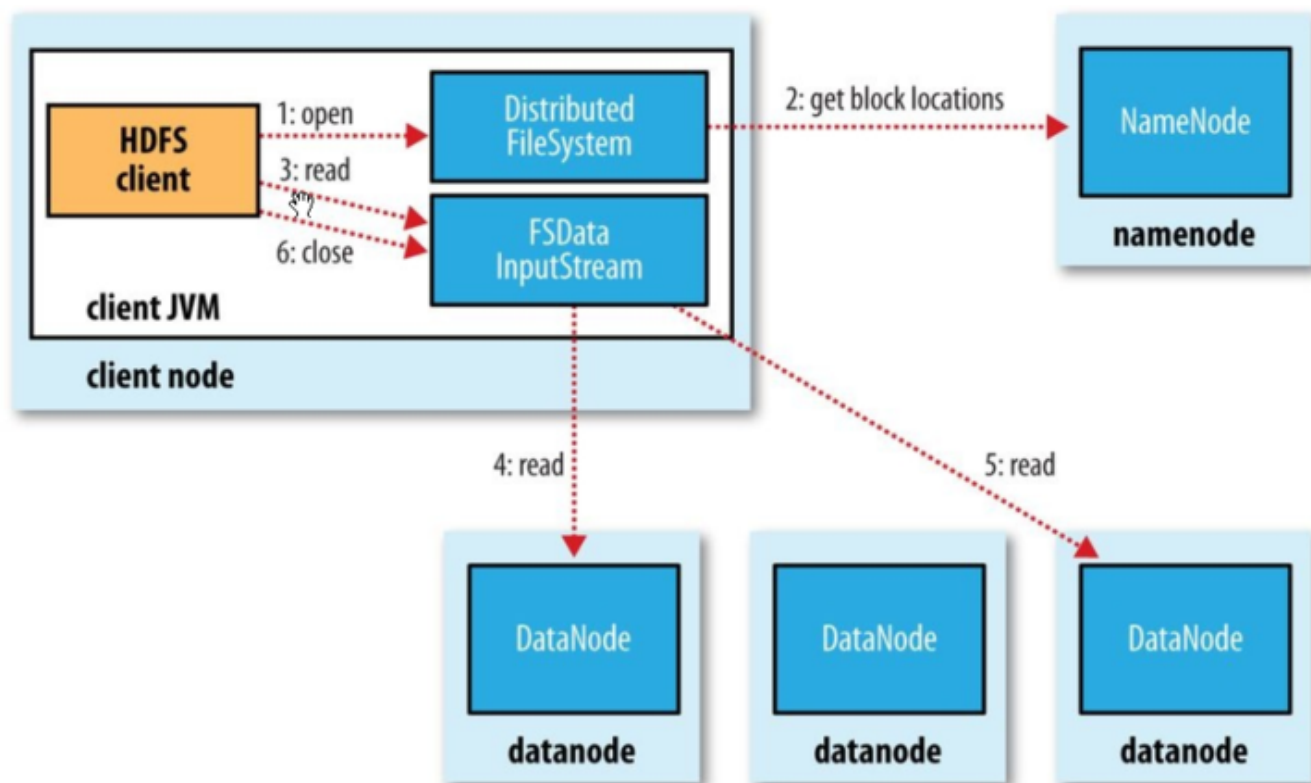 1: open
HDFS
client
3: read
6: close
Distributed
FileSystem
FSData
InputStream
client JVM
client node
2: get block locations
NameNode
namenode
4: read
5: read
DataNode
datanode
DataNode
datanode
DataNode
datanode